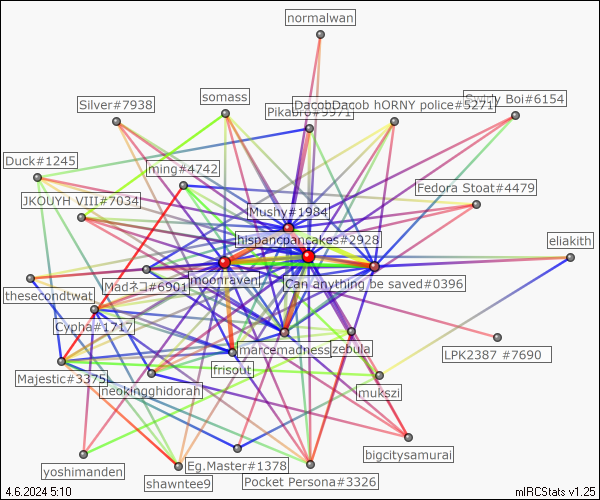 normalwan
Silver#7938
somass
Pikabro#9971
DacobDacob hORNY police#5271
Boi#6154
Duck#1245
ming#4742
Fedora Stoat#4479
JKOUYH VIII#7034
Mushy#1984
hispancpancakes#2928
eliakith
thesecondtwat
Madネコ#6901
moonraven
Can anything be saved#0396
Cypha#1717
marcemadness
zebula
LPK2387 #7690
Majestic#3375
frisout
neokingghidorah
mukszi
yoshimanden
shawntee9
Eg.Master#1378
Pocket Persona#3326
bigcitysamurai
4.6.2024 5:10
mIRCStats v1.25